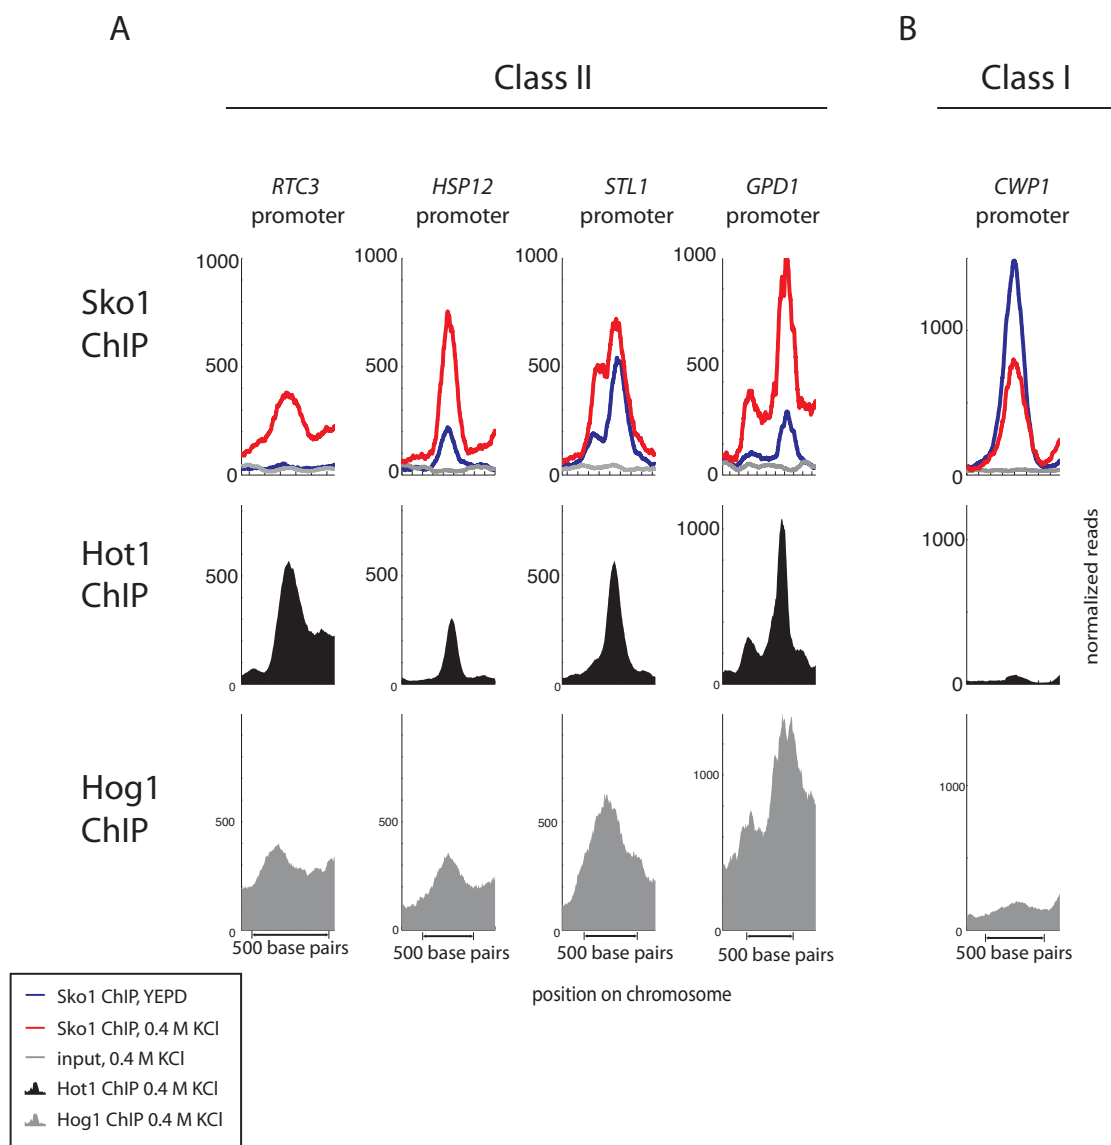 A
B
Class II
Class I
RTC3
promoter
HSP12
promoter
STL1
promoter
GPD1
promoter
CWP1
promoter
Sko1
ChIP
1000
500
0
1000
500
0
1000
500
0
1000
500
0
1000
0
Hot1
ChIP
500
0
500
0
500
0
1000
0
1000
0
normalized reads
Hog1
ChIP
500
0
500
0
500
0
1000
0
1000
0
500 base pairs
500 base pairs
500 base pairs
500 base pairs
500 base pairs
position on chromosome
Sko1 ChIP, YEPD
Sko1 ChIP, 0.4 M KCl
input, 0.4 M KCl
Hot1 ChIP 0.4 M KCl
Hog1 ChIP 0.4 M KCl